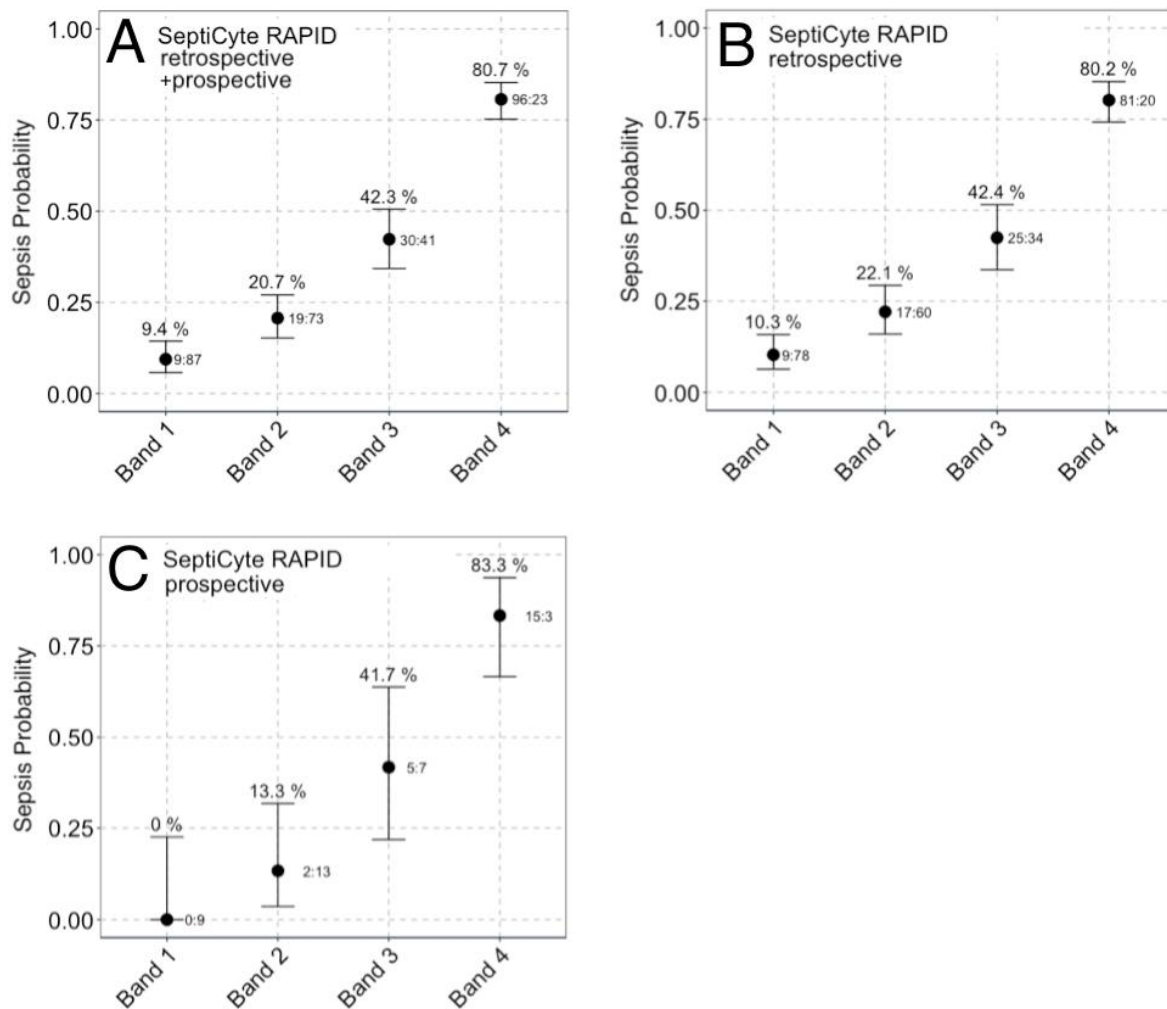 A
SeptiCyte RAPID
retrospective
+prospective
Sepsis Probability
1.00
0.75
0.50
0.25
0.00
9.4 %
9:87
20.7 %
19:73
42.3 %
30:41
80.7 %
96:23
Band 1
Band 2
Band 3
Band 4
B
SeptiCyte RAPID
retrospective
Sepsis Probability
1.00
0.75
0.50
0.25
0.00
10.3 %
9:78
22.1 %
17:60
42.4 %
25:34
80.2 %
81:20
Band 1
Band 2
Band 3
Band 4
C
SeptiCyte RAPID
prospective
Sepsis Probability
1.00
0.75
0.50
0.25
0.00
0 %
0:9
13.3 %
2:13
41.7 %
5:7
83.3 %
15:3
Band 1
Band 2
Band 3
Band 4